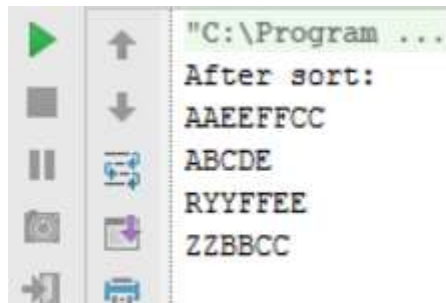 "C:\Program ...
After sort:
AAEEFFCC
ABCDE
RYYFFEE
ZZBBCC